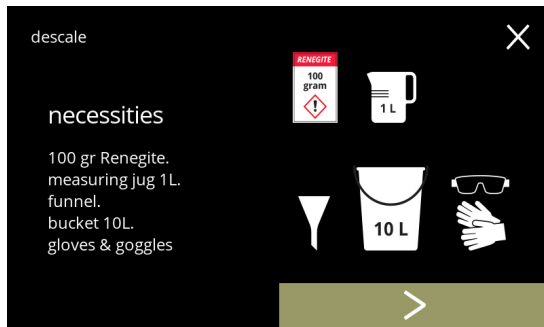 descale
necessities
100 gr Renegite.
measuring jug 1L.
funnel.
bucket 10L.
gloves & goggles
RENEGITE
100
gram
!
1 L
10 L